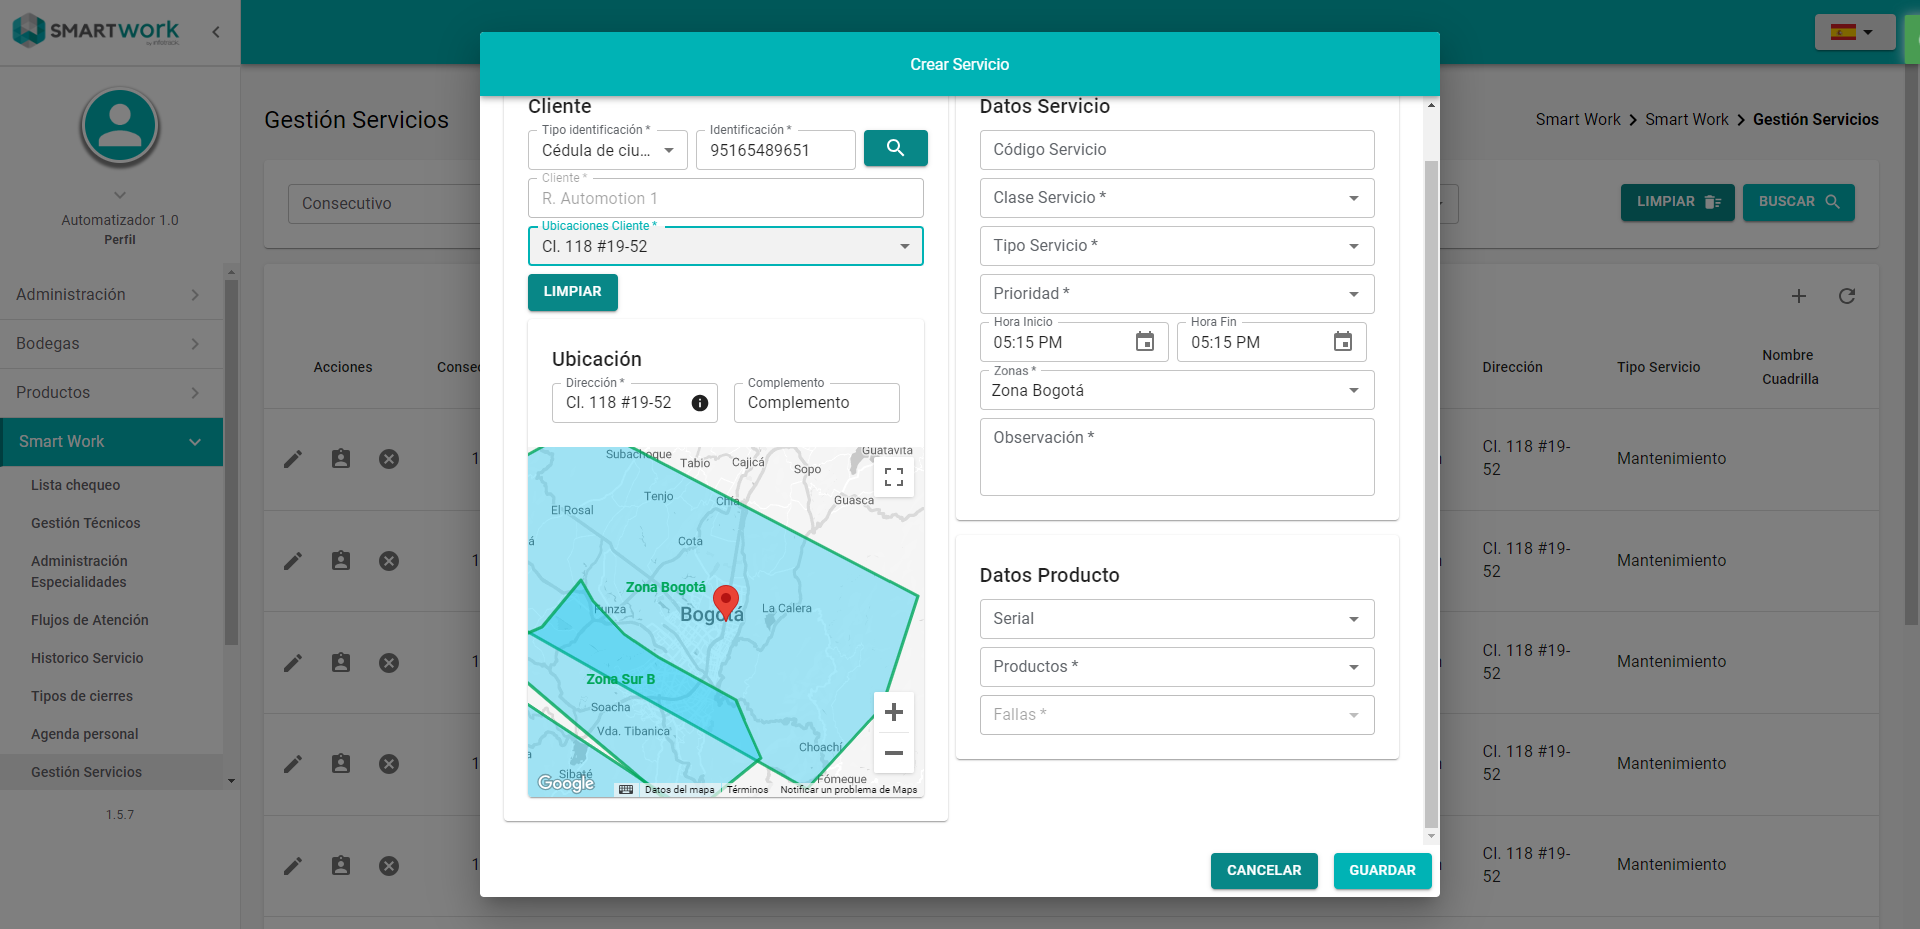 SMARTWORK
by infotrack
Crear Servicio
Automatizador 1.0
Perfil
Administración
Bodegas
Productos
Smart Work
Lista chequeo
Gestión Técnicos
Administración
Especialidades
Flujos de Atención
Historico Servicio
Tipos de cierres
Agenda personal
Gestión Servicios
1.5.7
Gestión Servicios
Smart Work
Smart Work
Gestión Servicios
Consecutivo
LIMPIAR
BUSCAR
Acciones
Consec
Dirección
Tipo Servicio
Nombre
Cuadrilla
1
Cl. 118 #19-
52
Mantenimiento
1
Cl. 118 #19-
52
Mantenimiento
1
Cl. 118 #19-
52
Mantenimiento
1
Cl. 118 #19-
52
Mantenimiento
1
Cl. 118 #19-
52
Mantenimiento
Cliente
Tipo identificación *
Cédula de ciu...
Identificación *
95165489651
Cliente *
R. Automotion 1
Ubicaciones Cliente *
Cl. 118 #19-52
LIMPIAR
Ubicación
Dirección *
Cl. 118 #19-52
Complemento
Complemento
Subachoque
Tabio
Cajicá
Sopo
Guatavita
Tenjo
Chía
Guasca
El Rosal
á
Cota
Zona Bogotá
Funza
Bogotá
La Calera
Zona Sur B
Soacha
Vda. Tibanica
Choachí
a
Sibaté
Fómeque
Google
Datos del mapa
Términos
Notificar un problema de Maps
Datos Servicio
Código Servicio
Clase Servicio *
Tipo Servicio *
Prioridad *
Hora Inicio
05:15 PM
Hora Fin
05:15 PM
Zonas *
Zona Bogotá
Observación *
Datos Producto
Serial
Productos *
Fallas *
CANCELAR
GUARDAR